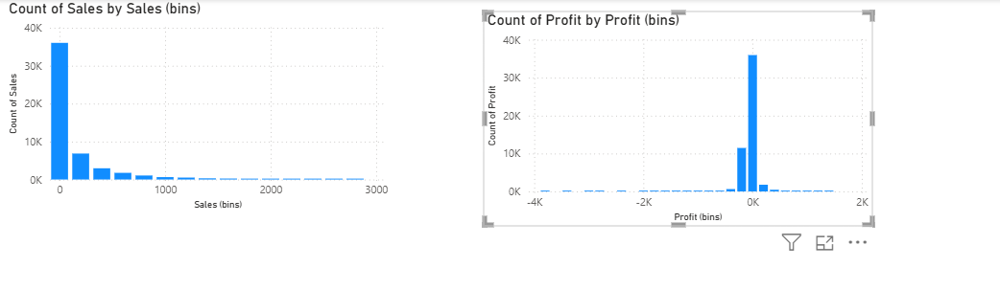 Count of Sales by Sales (bins)
40K
30K
20K
10K
0K
Count of Sales
0
1000
2000
3000
Sales (bins)
Count of Profit by Profit (bins)
40K
30K
20K
10K
0K
Count of Profit
-4K
-2K
0K
2K
Profit (bins)